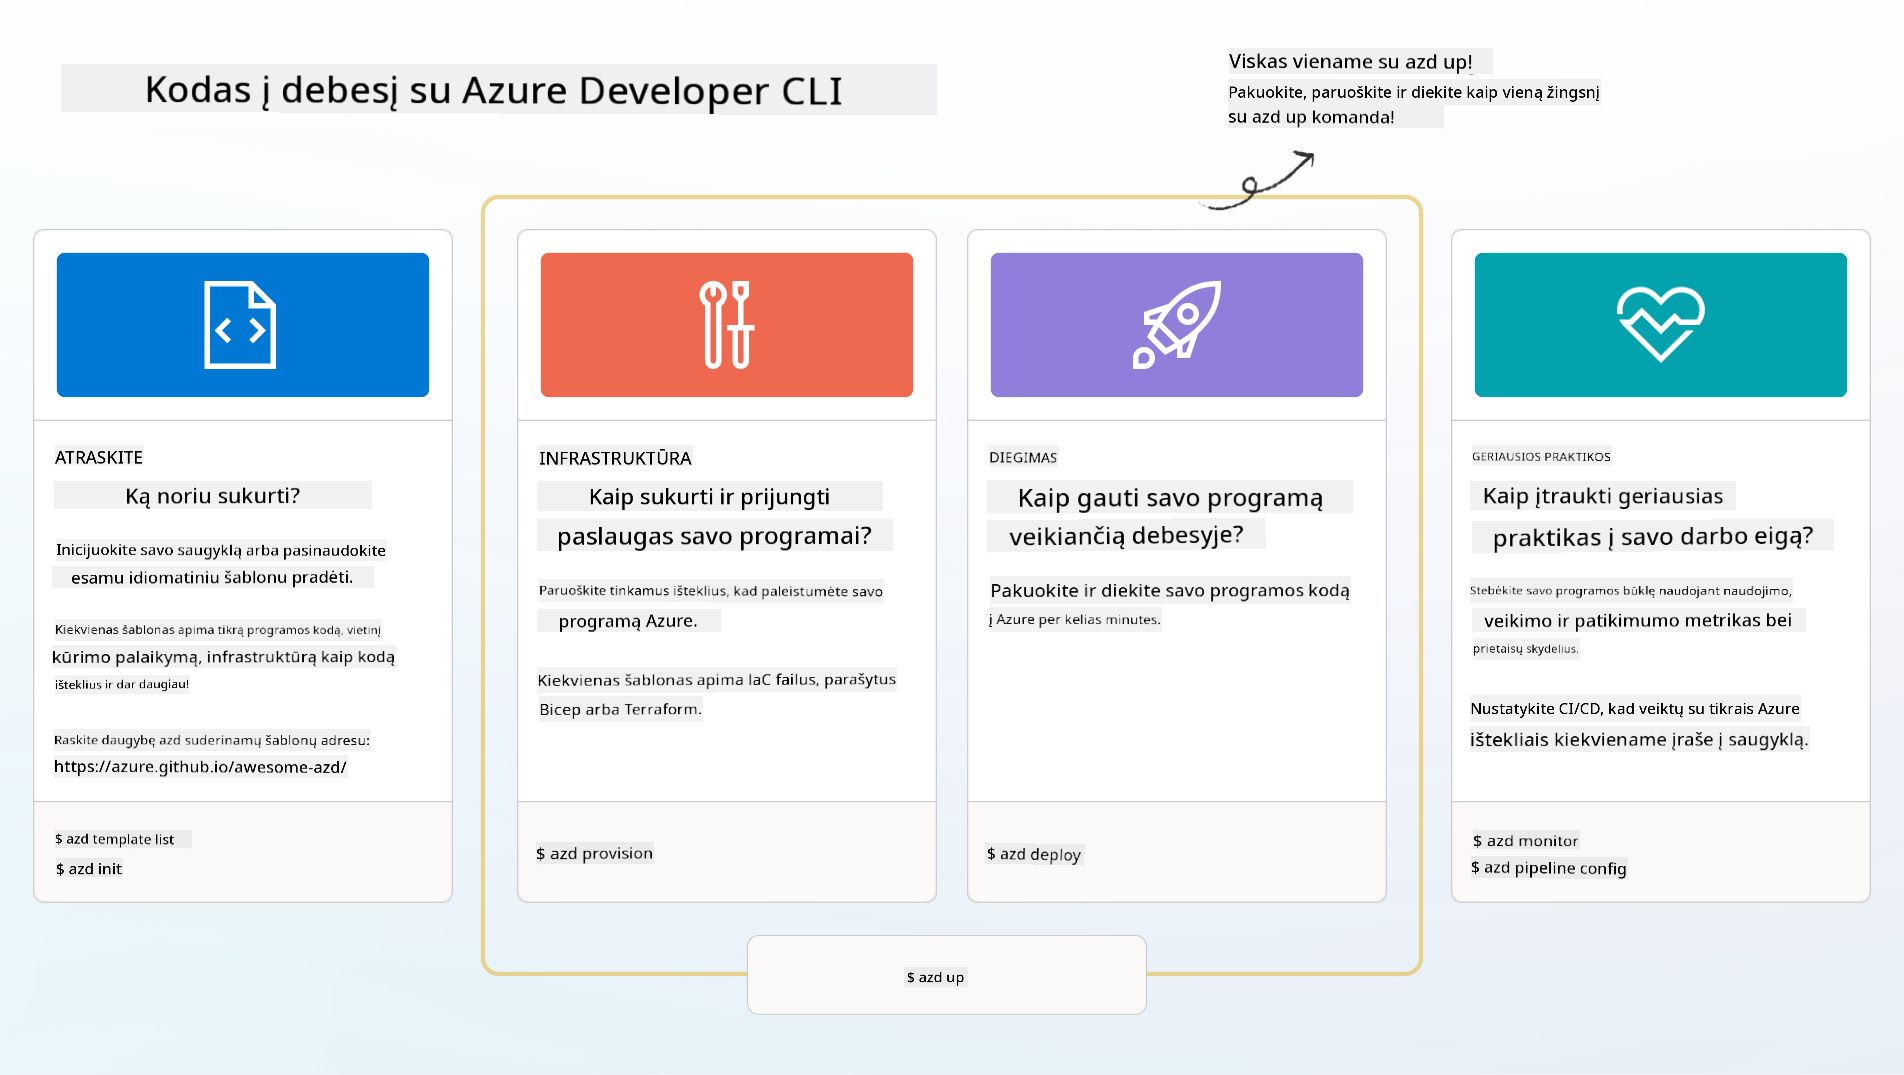 Kodas į debesį su Azure Developer CLI
Viskas viename su azd up!
Pakuokite, paruoškite ir diekite kaip vieną žingsnį
su azd up komanda!
ATRASKITE
Ką noriu sukurti?
Inicijuokite savo saugyklą arba pasinaudokite
esamu idiomatiniu šablonu pradėti.
Kiekvienas šablonas apima tikrą programos kodą, vietinį
kūrimo palaikymą, infrastruktūrą kaip kodą
išteklius ir dar daugiau!
Raskite daugybę azd suderinamų šablonų adresu:
https://azure.github.io/awesome-azd/
$ azd template list
$ azd init
INFRASTRUKTŪRA
Kaip sukurti ir prijungti
paslaugas savo programai?
Paruoškite tinkamus išteklius, kad paleistumėte savo
programą Azure.
Kiekvienas šablonas apima IaC failus, parašytus
Bicep arba Terraform.
$ azd provision
DIEGIMAS
Kaip gauti savo programą
veikiančią debesyje?
Pakuokite ir diekite savo programos kodą
į Azure per kelias minutes.
$ azd deploy
GERIAUSIOS PRAKTIKOS
Kaip įtraukti geriausias
praktikas į savo darbo eigą?
Stebėkite savo programos būklę naudojant naudojimo,
veikimo ir patikimumo metrikas bei
prietaisų skydelius.
Nustatykite CI/CD, kad veiktų su tikrais Azure
ištekliais kiekviename įraše į saugyklą.
$ azd monitor
$ azd pipeline config
$ azd up